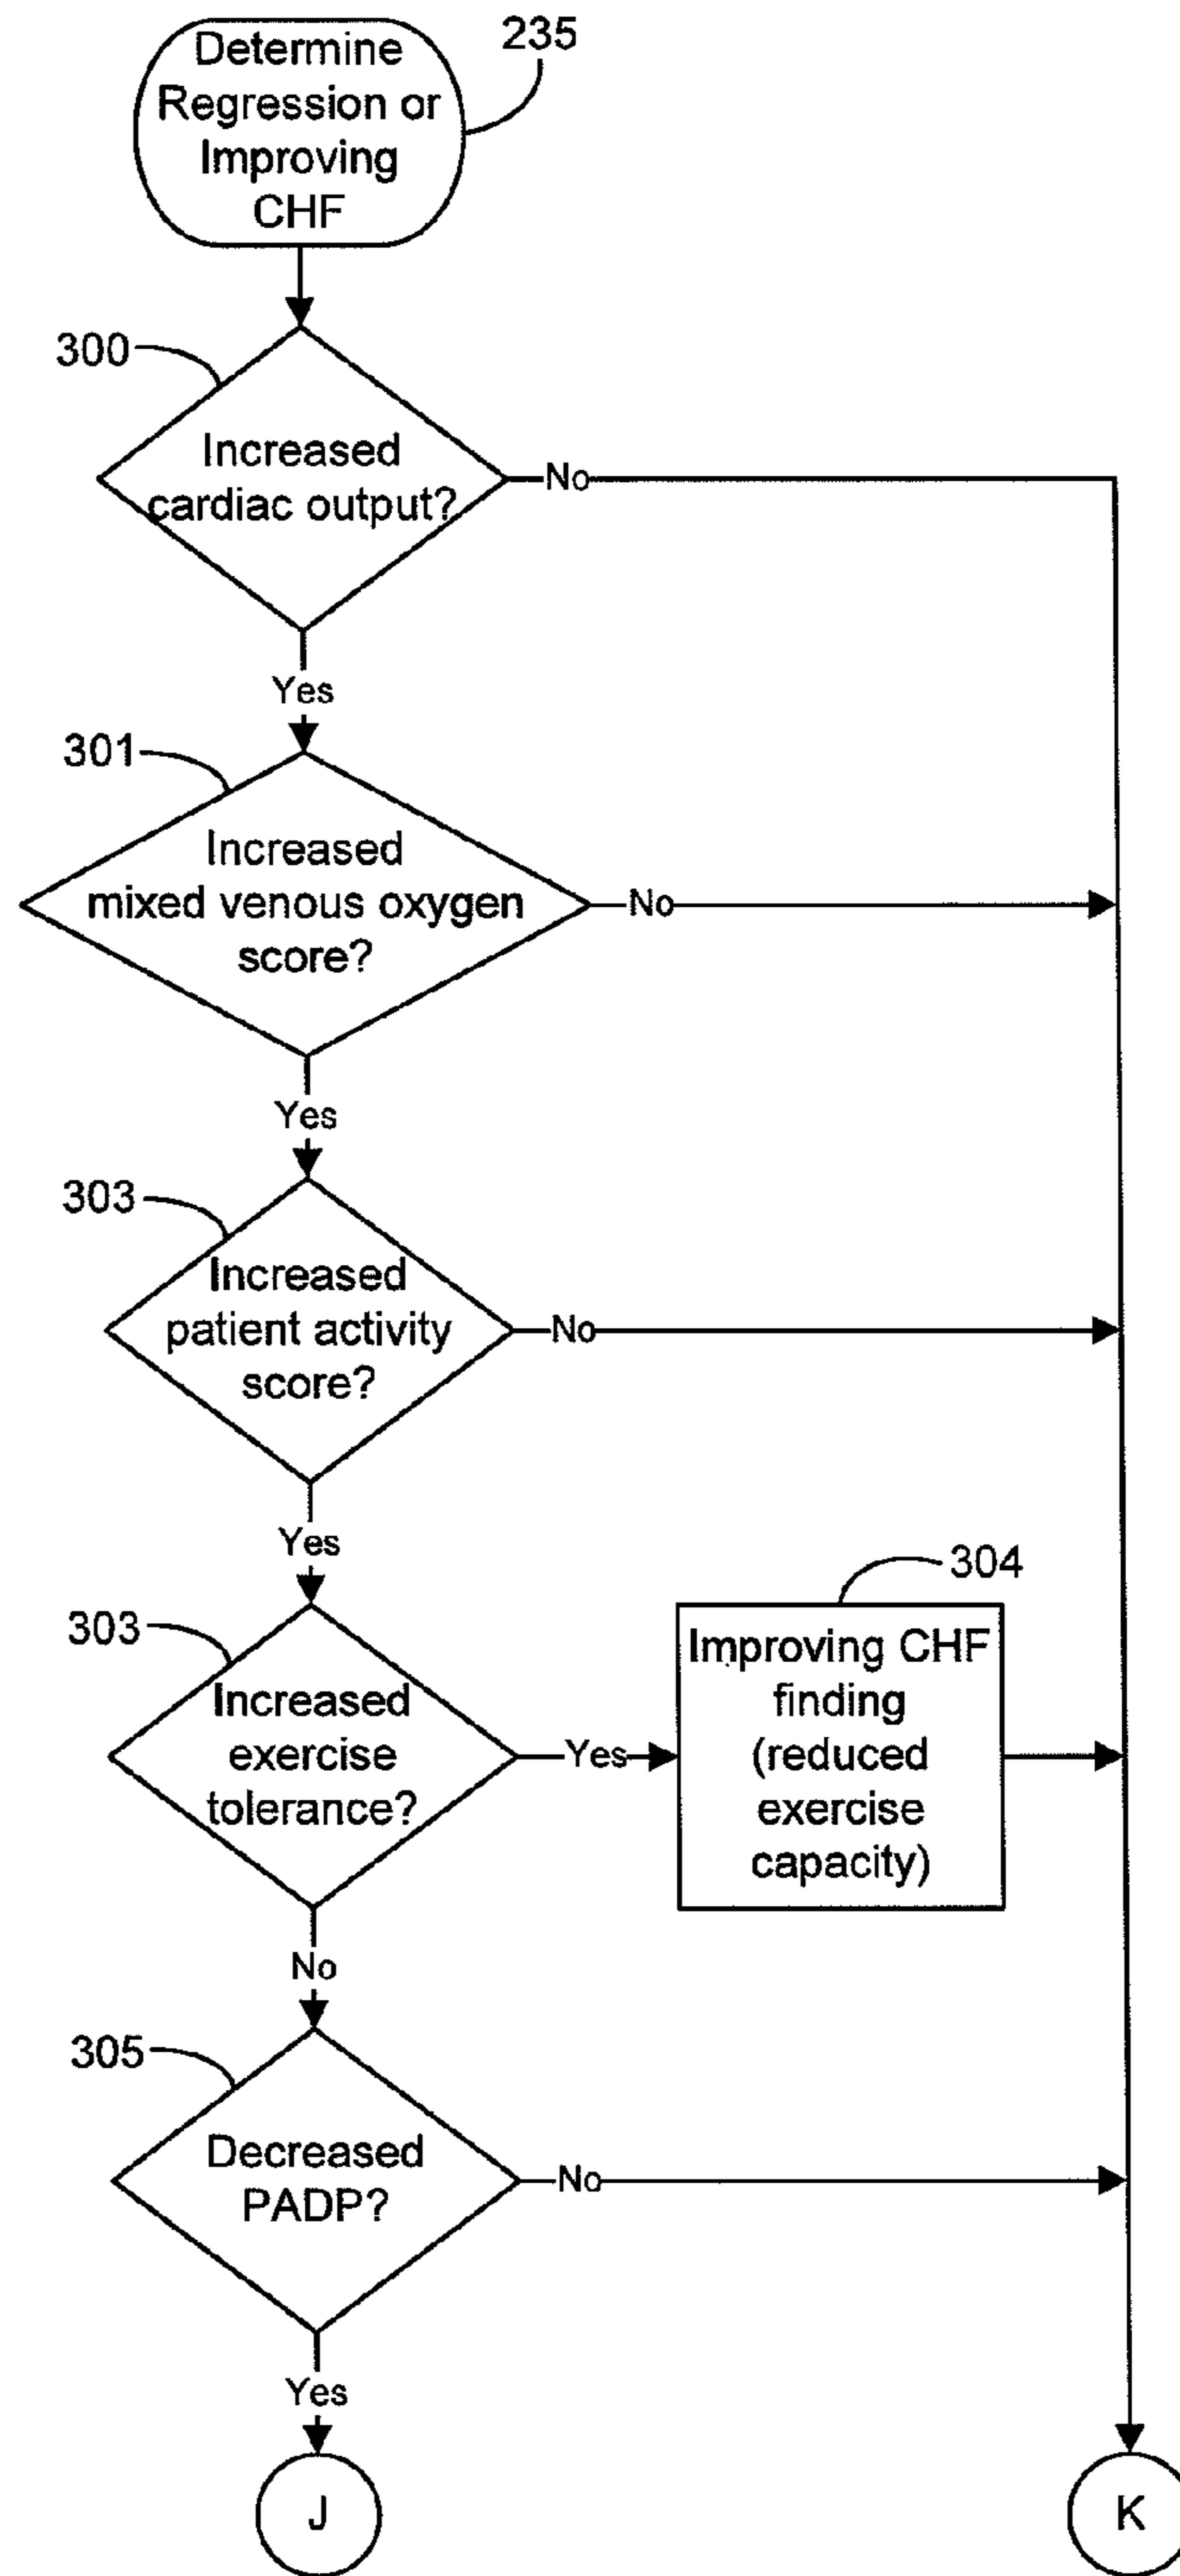 Determine
Regression or
Improving
CHF
235
300
Increased
cardiac output?
No
Yes
301
Increased
mixed venous oxygen
score?
No
Yes
303
Increased
patient activity
score?
No
Yes
303
Increased
exercise
tolerance?
Yes
304
Improving CHF
finding
(reduced
exercise
capacity)
No
305
Decreased
PADP?
No
Yes
J
K